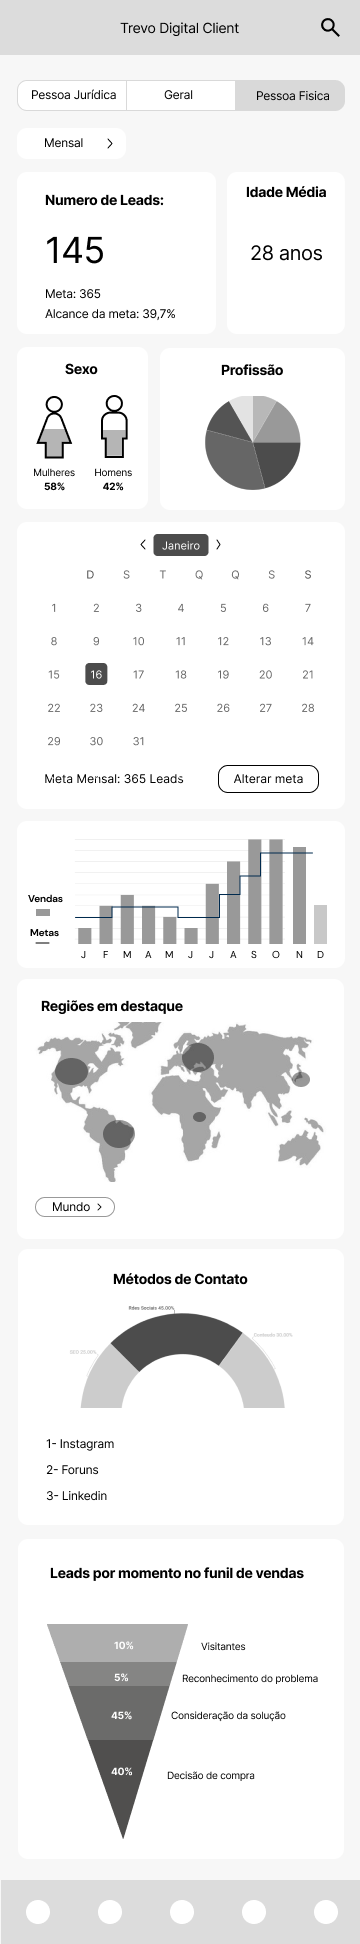 Trevo Digital Client
Pessoa Jurídica Geral Pessoa Fisica
Mensal
Numero de Leads:
145
Meta: 365
Alcance da meta: 39,7%
Idade Média
28 anos
Sexo
Mulheres Homens
58% 42%
Profissão
Janeiro
D S T Q Q S S
1 2 3 4 5 6 7
8 9 10 11 12 13 14
15 16 17 18 19 20 21
22 23 24 25 26 27 28
29 30 31
Meta Mensal: 365 Leads Alterar meta
Vendas
Metas
J F M A M J J A S O N D
Regiões em destaque
Mundo
Métodos de Contato
Rdes Sociais 45,00%
1- Instagram
2- Foruns
3- Linkedin
Leads por momento no funil de vendas
10% Visitantes
5% Reconhecimento do problema
45% Consideração da solução
40% Decisão de compra